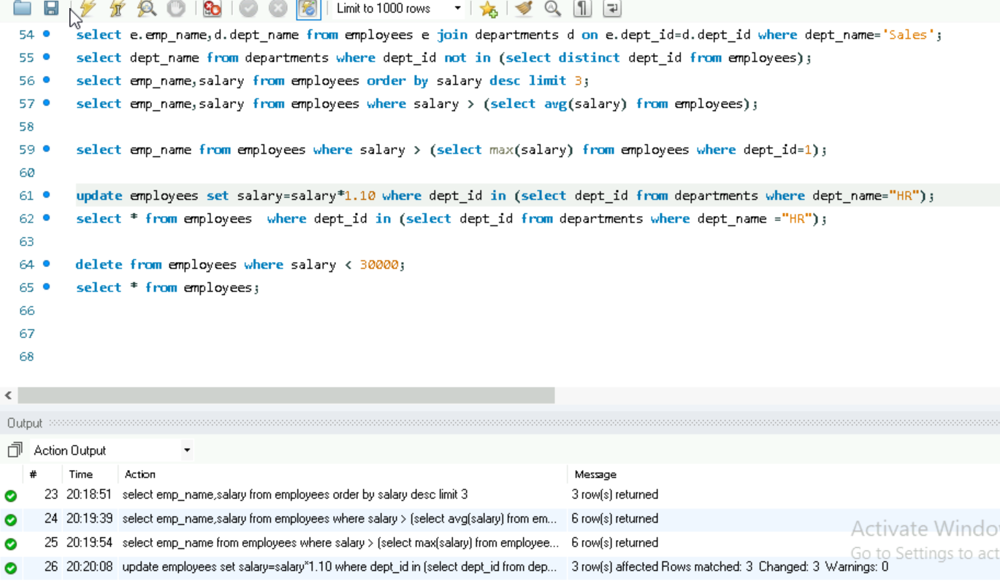 Limit to 1000 rows
54 select e.emp_name,d.dept_name from employees e join departments d on e.dept_id=d.dept_id where dept_name='Sales';
55 select dept_name from departments where dept_id not in (select distinct dept_id from employees);
56 select emp_name,salary from employees order by salary desc limit 3;
57 select emp_name,salary from employees where salary > (select avg(salary) from employees);
58
59 select emp_name from employees where salary > (select max(salary) from employees where dept_id=1);
60
61 update employees set salary=salary*1.10 where dept_id in (select dept_id from departments where dept_name="HR");
62 select * from employees  where dept_id in (select dept_id from departments where dept_name ="HR");
63
64 delete from employees where salary < 30000;
65 select * from employees;
66
67
68
Output
Action Output
# Time Action Message
23 20:18:51 select emp_name,salary from employees order by salary desc limit 3 3 row(s) returned
24 20:19:39 select emp_name,salary from employees where salary > (select avg(salary) from em... 6 row(s) returned
25 20:19:54 select emp_name from employees where salary > (select max(salary) from employee... 6 row(s) returned
26 20:20:08 update employees set salary=salary*1.10 where dept_id in (select dept_id from dep... 3 row(s) affected Rows matched: 3 Changed: 3 Warnings: 0
Activate Windo
Go to Settings to act